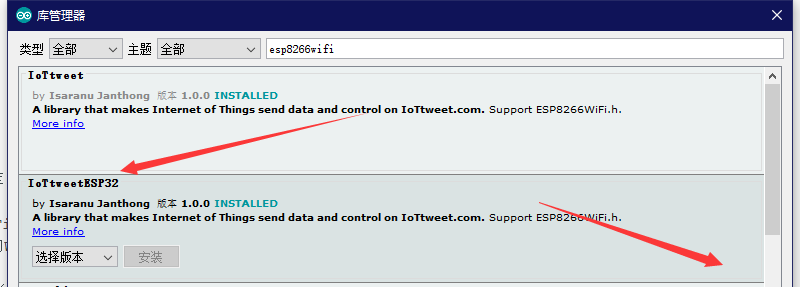 库管理器
类型 全部 主题 全部 esp8266wifi
IoTtweet
by Isaranu Janthong 版本 1.0.0 INSTALLED
A library that makes Internet of Things send data and control on IoTtweet.com. Support ESP8266WiFi.h.
More info
IoTtweetESP32
by Isaranu Janthong 版本 1.0.0 INSTALLED
A library that makes Internet of Things send data and control on IoTtweet.com. Support ESP8266WiFi.h.
More info
选择版本 安装